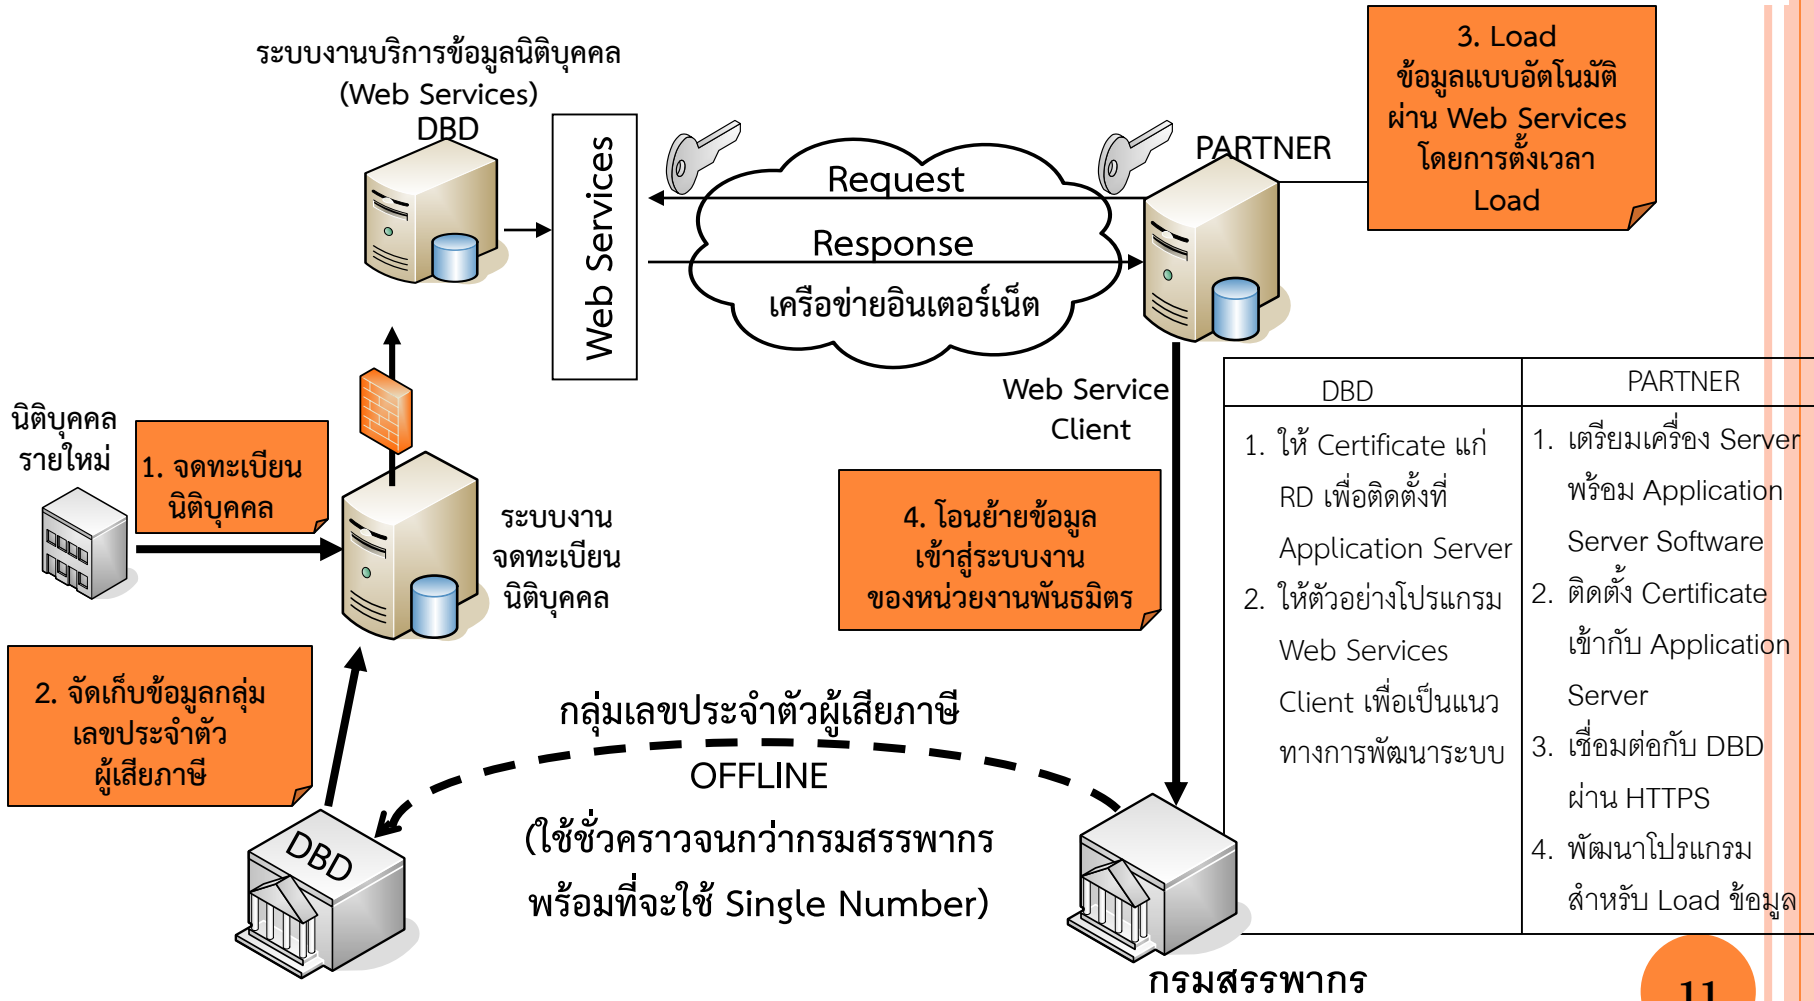 ระบบงานบริการข้อมูลนิติบุคคล
(Web Services)
DBD
Web Services
Request
Response
เครือข่ายอินเตอร์เน็ต
PARTNER
3. Load
ข้อมูลแบบอัตโนมัติ
ผ่าน Web Services
โดยการตั้งเวลา
Load
นิติบุคคล
รายใหม่
1. จดทะเบียน
นิติบุคคล
ระบบงาน
จดทะเบียน
นิติบุคคล
Web Service
Client
4. โอนย้ายข้อมูล
เข้าสู่ระบบงาน
ของหน่วยงานพันธมิตร
2. จัดเก็บข้อมูลกลุ่ม
เลขประจำตัว
ผู้เสียภาษี
กลุ่มเลขประจำตัวผู้เสียภาษี
OFFLINE
(ใช้ชั่วคราวจนกว่ากรมสรรพากร
พร้อมที่จะใช้ Single Number)
DBD
กรมสรรพากร
DBD
1. ให้ Certificate แก่
RD เพื่อติดตั้งที่
Application Server
2. ให้ตัวอย่างโปรแกรม
Web Services
Client เพื่อเป็นแนว
ทางการพัฒนาระบบ
PARTNER
1. เตรียมเครื่อง Server
พร้อม Application
Server Software
2. ติดตั้ง Certificate
เข้ากับ Application
Server
3. เชื่อมต่อกับ DBD
ผ่าน HTTPS
4. พัฒนาโปรแกรม
สำหรับ Load ข้อมูล
11